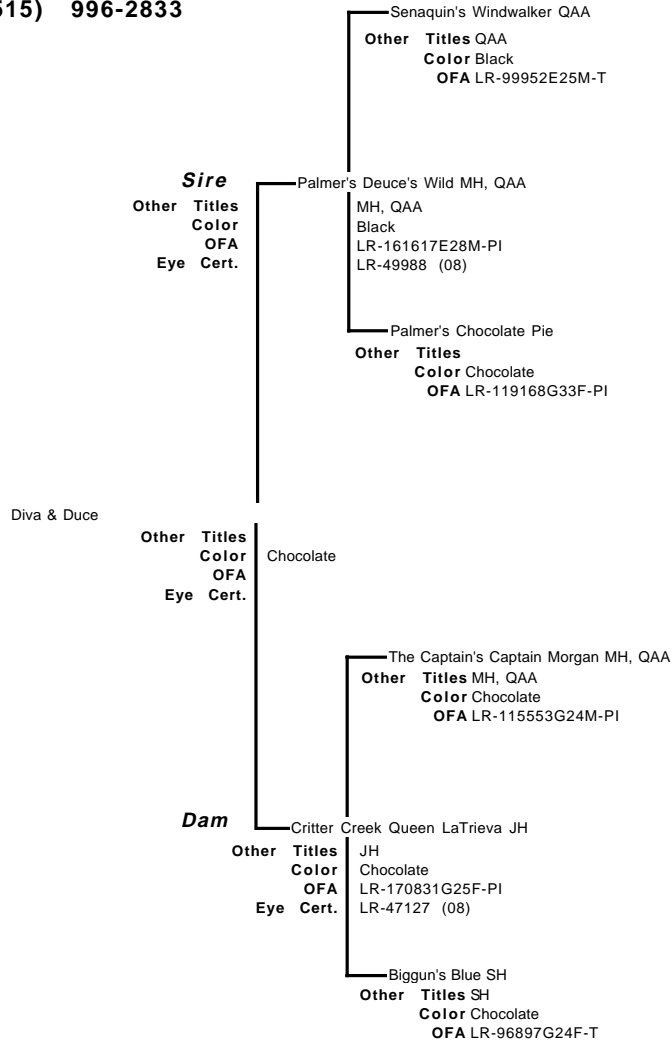 515) 996-2833
Senaquin's Windwalker QAA
Other Titles QAA
Color Black
OFA LR-99952E25M-T
Sire
Palmer's Deuce's Wild MH, QAA
Other Titles MH, QAA
Color Black
OFA LR-161617E28M-PI
Eye Cert. LR-49988 (08)
Palmer's Chocolate Pie
Other Titles
Color Chocolate
OFA LR-119168G33F-PI
Diva & Duce
Other Titles
Color Chocolate
OFA
Eye Cert.
The Captain's Captain Morgan MH, QAA
Other Titles MH, QAA
Color Chocolate
OFA LR-115553G24M-PI
Dam
Critter Creek Queen LaTrieva JH
Other Titles JH
Color Chocolate
OFA LR-170831G25F-PI
Eye Cert. LR-47127 (08)
Biggun's Blue SH
Other Titles SH
Color Chocolate
OFA LR-96897G24F-T